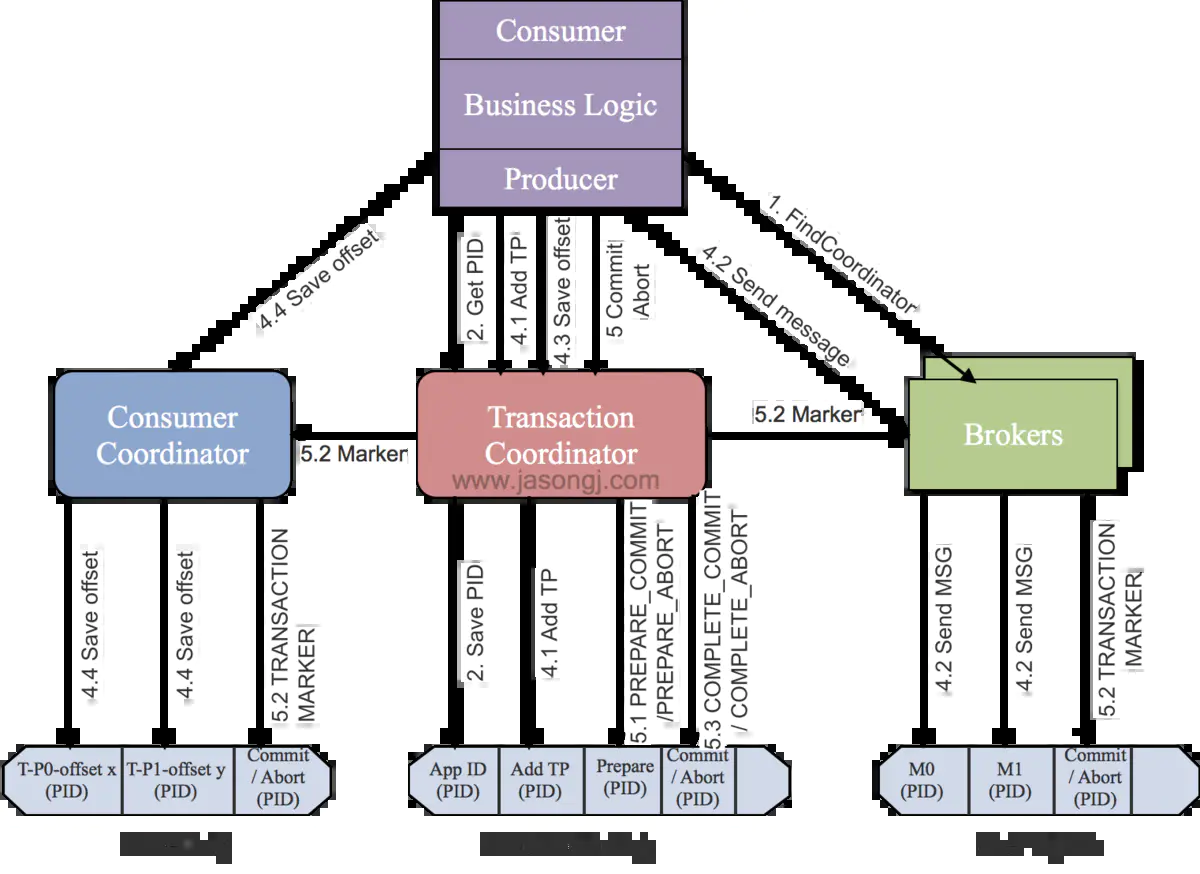 Consumer
Business Logic
Producer
4.4 Save offset
2. Get PID
4.1 Add TP
4.3 Save offset
5 Commit
Abort
4.2 Send message
1. FindCoordinator
Consumer
Coordinator
5.2 Marker
Transaction
Coordinator
www.jasongj.com
5.2 Marker
Brokers
4.4 Save offset
4.4 Save offset
5.2 TRANSACTION
MARKER
2. Save PID
4.1 Add TP
5.1 PREPARE_COMMIT
/PREPARE_ABORT
5.3 COMPLETE_COMMIT
/ COMPLETE_ABORT
4.2 Send MSG
4.2 Send MSG
5.2 TRANSACTION
MARKER
T-P0-offset x
(PID)
T-P1-offset y
(PID)
Commit
/ Abort
(PID)
App ID
(PID)
Add TP
(PID)
Prepare
(PID)
Commit
/ Abort
(PID)
M0
(PID)
M1
(PID)
Commit
/ Abort
(PID)